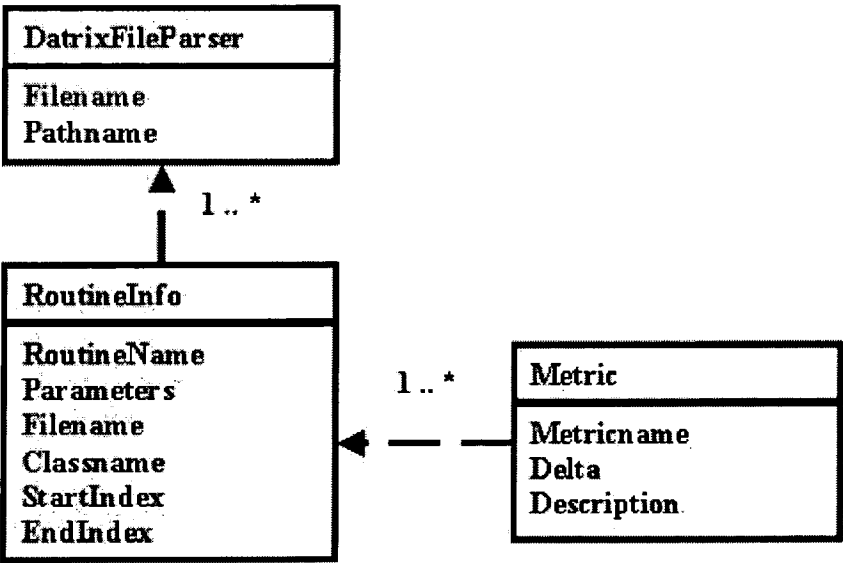 DatrixFileParser
Filename
Pathname
1 .. *
RoutineInfo
RoutineName
Parameters
Filename
Classname
StartIndex
EndIndex
1 .. *
Metric
Metricname
Delta
Description